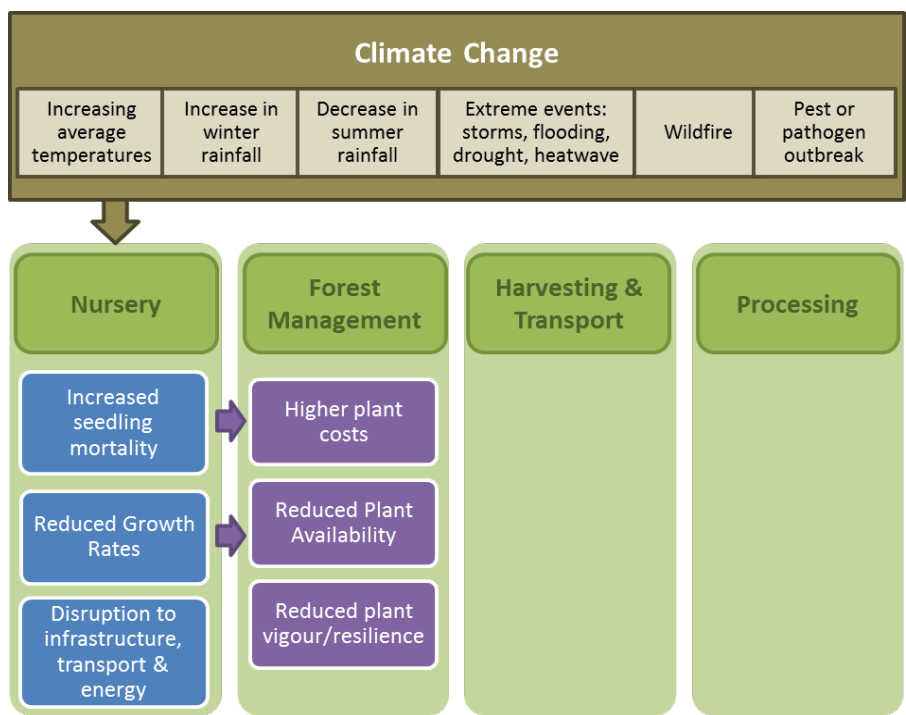 Climate Change
Increasing
average
temperatures
Increase in
winter
rainfall
Decrease in
summer
rainfall
Extreme events:
storms, flooding,
drought, heatwave
Wildfire
Pest or
pathogen
outbreak
Nursery
Increased
seedling
mortality
Reduced Growth
Rates
Disruption to
infrastructure,
transport &
energy
Forest
Management
Higher plant
costs
Reduced Plant
Availability
Reduced plant
vigour/resilience
Harvesting &
Transport
Processing